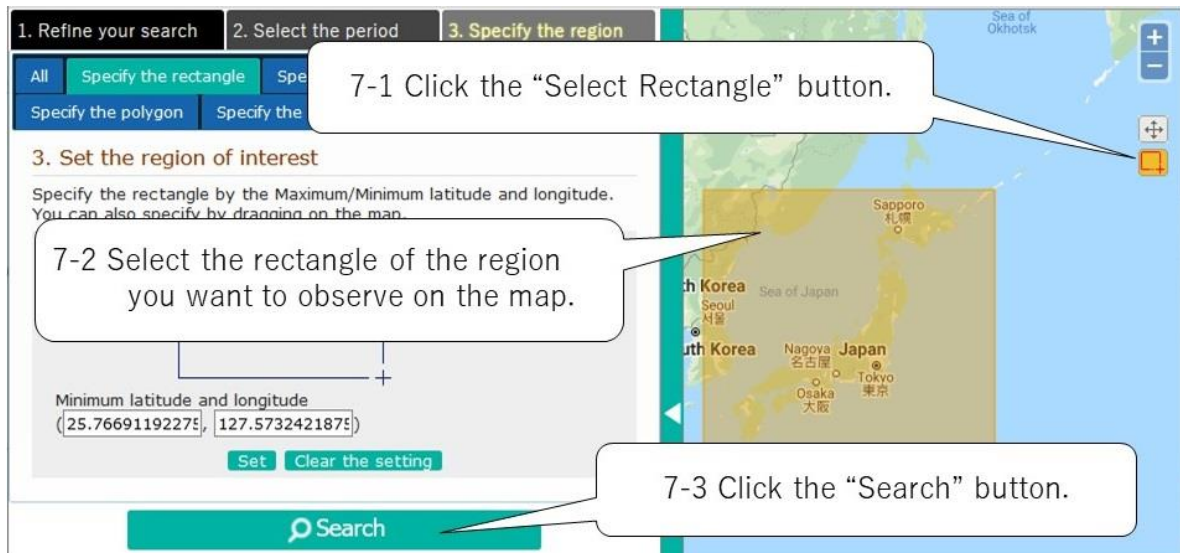 1. Refine your search
2. Select the period
3. Specify the region
All
Specify the rectangle
Spe
Specify the polygon
Specify the
7-1 Click the “Select Rectangle” button.
3. Set the region of interest
Specify the rectangle by the Maximum/Minimum latitude and longitude.
You can also specify by dragging on the map.
7-2 Select the rectangle of the region
you want to observe on the map.
Minimum latitude and longitude
(25.76691192275, 127.5732421875)
Set
Clear the setting
Search
7-3 Click the “Search” button.
Sea of
Okhotsk
Sapporo
札幌
th Korea
Sea of Japan
Seoul
서울
uth Korea
Nagoya
名古屋
Japan
Tokyo
東京
Osaka
大阪